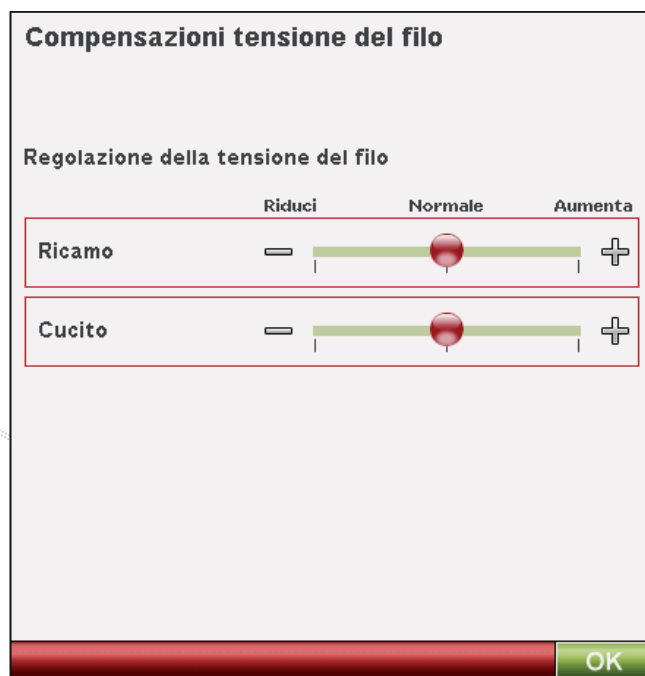 Compensazioni tensione del filo
Regolazione della tensione del filo
Riduci Normale Aumenta
Ricamo
Cucito
OK